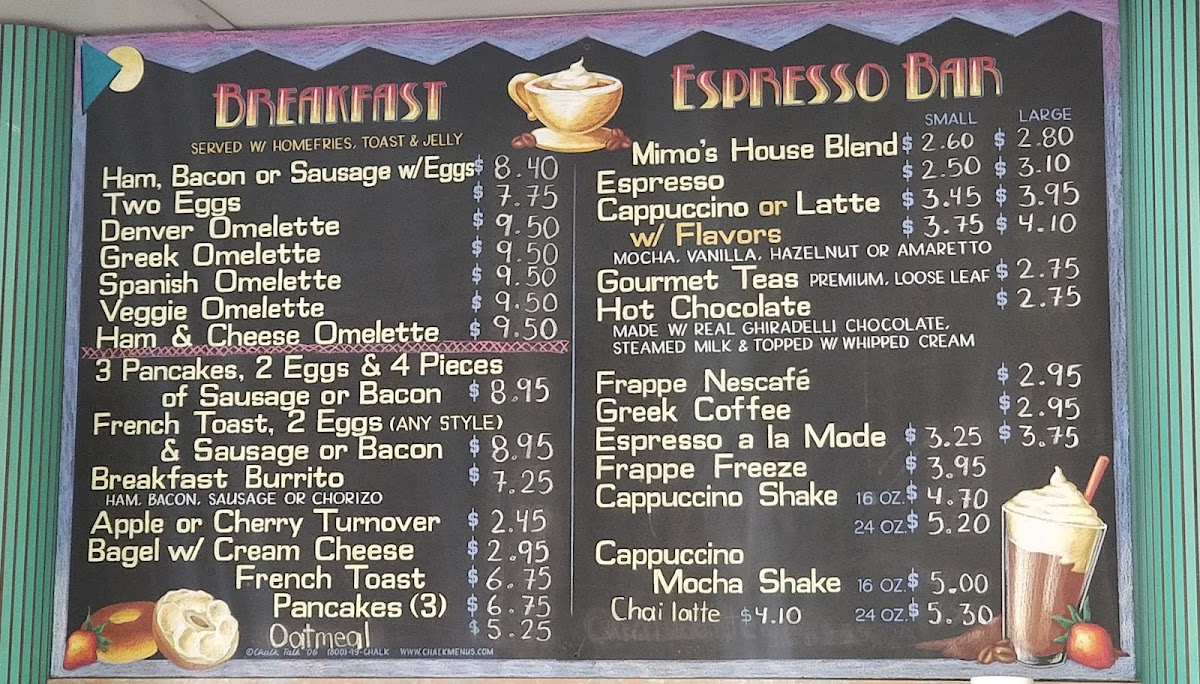 BREAKFAST
SERVED W/ HOMEFRIES, TOAST & JELLY
Ham, Bacon or Sausage w/Eggs $ 8.40
Two Eggs $ 7.75
Denver Omelette $ 9.50
Greek Omelette $ 9.50
Spanish Omelette $ 9.50
Veggie Omelette $ 9.50
Ham & Cheese Omelette $ 9.50
3 Pancakes, 2 Eggs & 4 Pieces
of Sausage or Bacon $ 8.95
French Toast, 2 Eggs (ANY STYLE)
& Sausage or Bacon $ 8.95
Breakfast Burrito $ 7.25
HAM, BACON, SAUSAGE OR CHORIZO
Apple or Cherry Turnover $ 2.45
Bagel w/ Cream Cheese $ 2.95
French Toast $ 6.75
Pancakes (3) $ 6.75
Oatmeal $ 5.25
©Chalk Talk '06 (800) 49-CHALK WWW.CHALKMENUS.COM
ESPRESSO BAR
SMALL LARGE
Mimo's House Blend $ 2.60 $ 2.80
Espresso $ 2.50 $ 3.10
Cappuccino or Latte $ 3.45 $ 3.95
w/ Flavors $ 3.75 $ 4.10
MOCHA, VANILLA, HAZELNUT OR AMARETTO
Gourmet Teas PREMIUM, LOOSE LEAF $ 2.75
Hot Chocolate $ 2.75
MADE W/ REAL GHIRADELLI CHOCOLATE,
STEAMED MILK & TOPPED W/ WHIPPED CREAM
Frappe Nescafé $ 2.95
Greek Coffee $ 2.95
Espresso a la Mode $ 3.25 $ 3.75
Frappe Freeze $ 3.95
Cappuccino Shake 16 OZ. $ 4.70
24 OZ. $ 5.20
Cappuccino
Mocha Shake 16 OZ. $ 5.00
Chai latte $4.10 24 OZ. $ 5.30